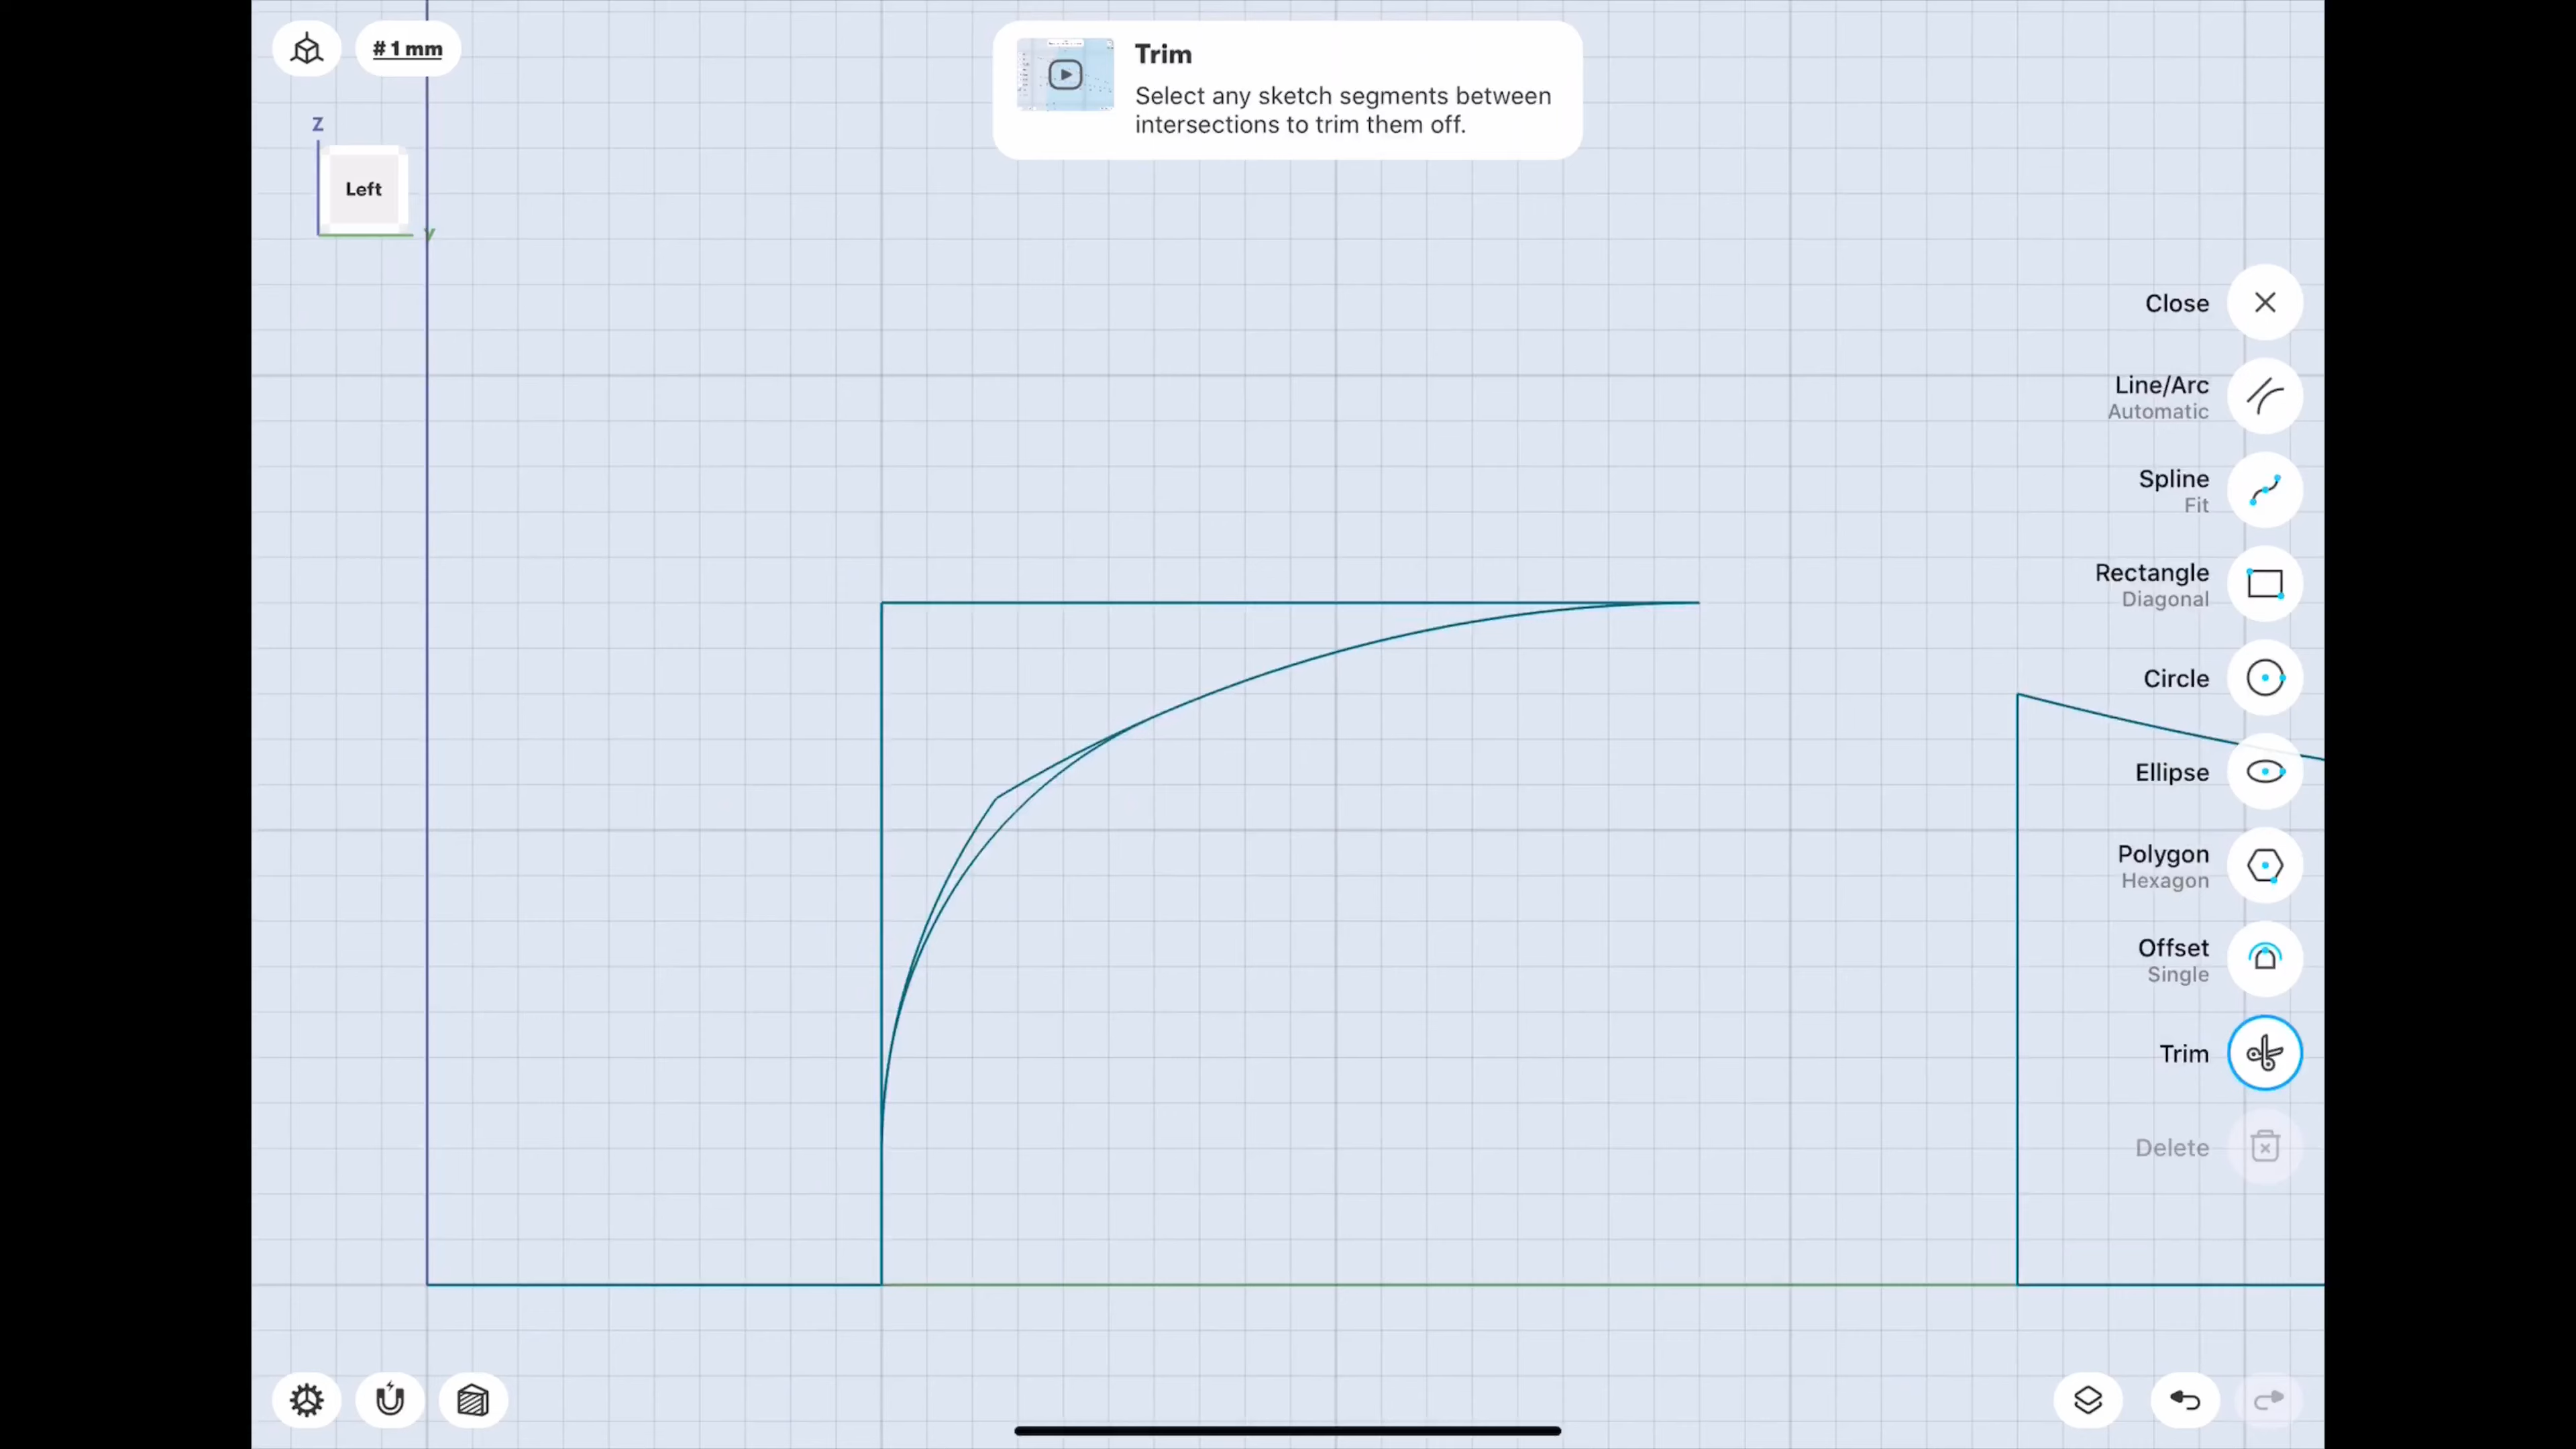 # 1 mm
Trim
Select any sketch segments between
intersections to trim them off.
Z
Left
Y
Close
Line/Arc
Automatic
Spline
Fit
Rectangle
Diagonal
Circle
Ellipse
Polygon
Hexagon
Offset
Single
Trim
Delete